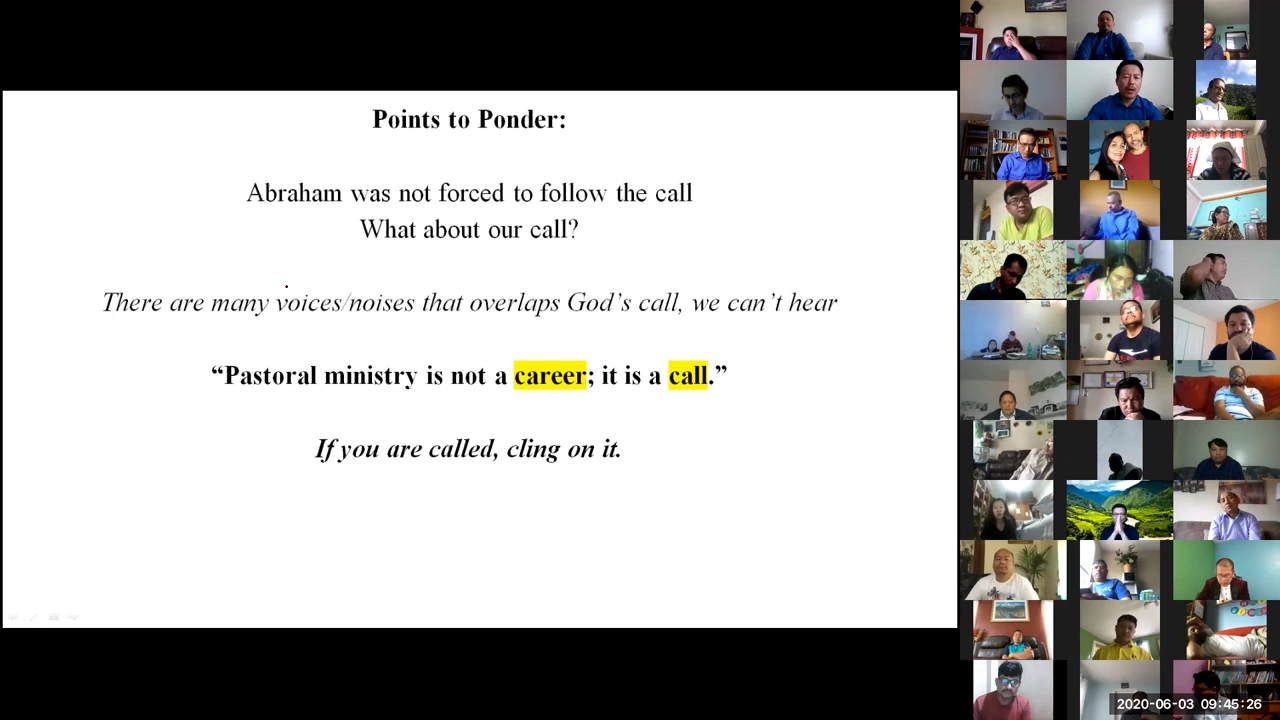 Points to Ponder:
Abraham was not forced to follow the call
What about our call?
There are many voices/noises that overlaps God’s call, we can’t hear
“Pastoral ministry is not a career; it is a call.”
If you are called, cling on it.
2020-06-03 09:45:26